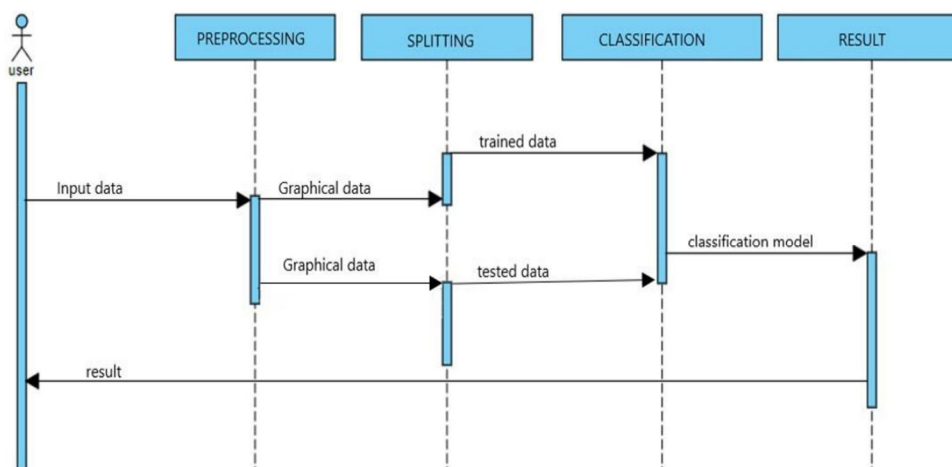 user
PREPROCESSING
SPLITTING
CLASSIFICATION
RESULT
trained data
Input data
Graphical data
classification model
Graphical data
tested data
result